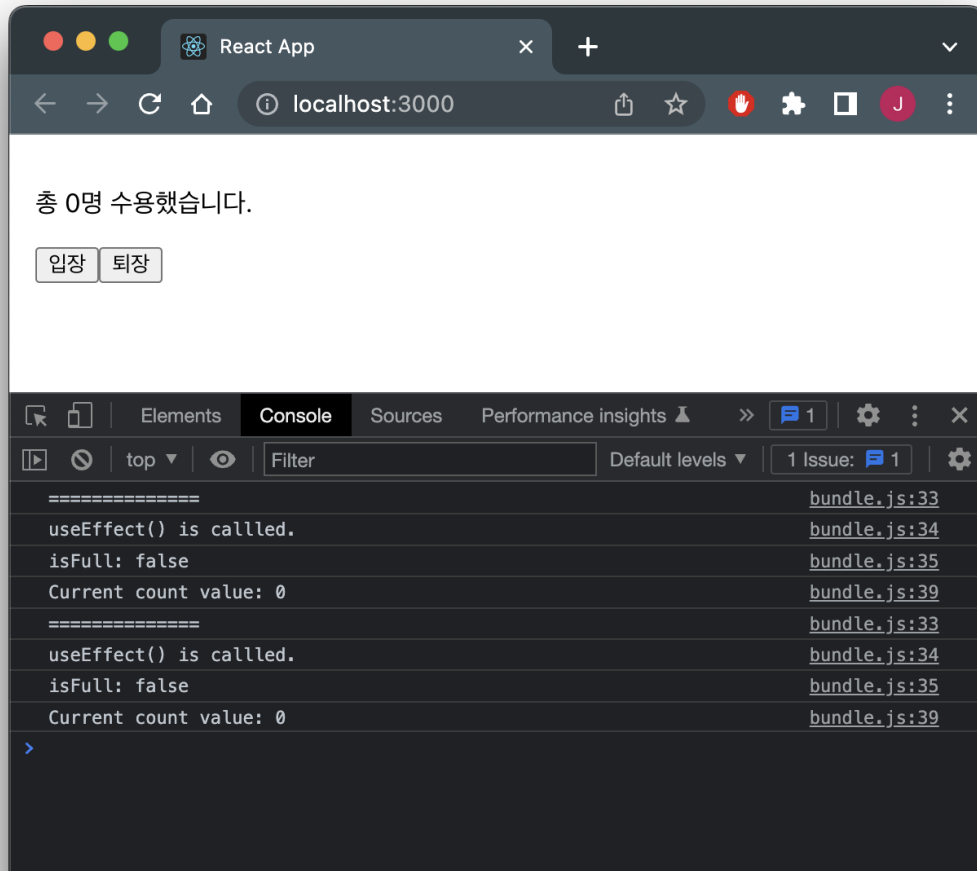 React App
localhost:3000
J
총 0명 수용했습니다.
입장 퇴장
Elements Console Sources Performance insights 1
top Filter Default levels 1 Issue: 1
============== bundle.js:33
useEffect() is callled. bundle.js:34
isFull: false bundle.js:35
Current count value: 0 bundle.js:39
============== bundle.js:33
useEffect() is callled. bundle.js:34
isFull: false bundle.js:35
Current count value: 0 bundle.js:39